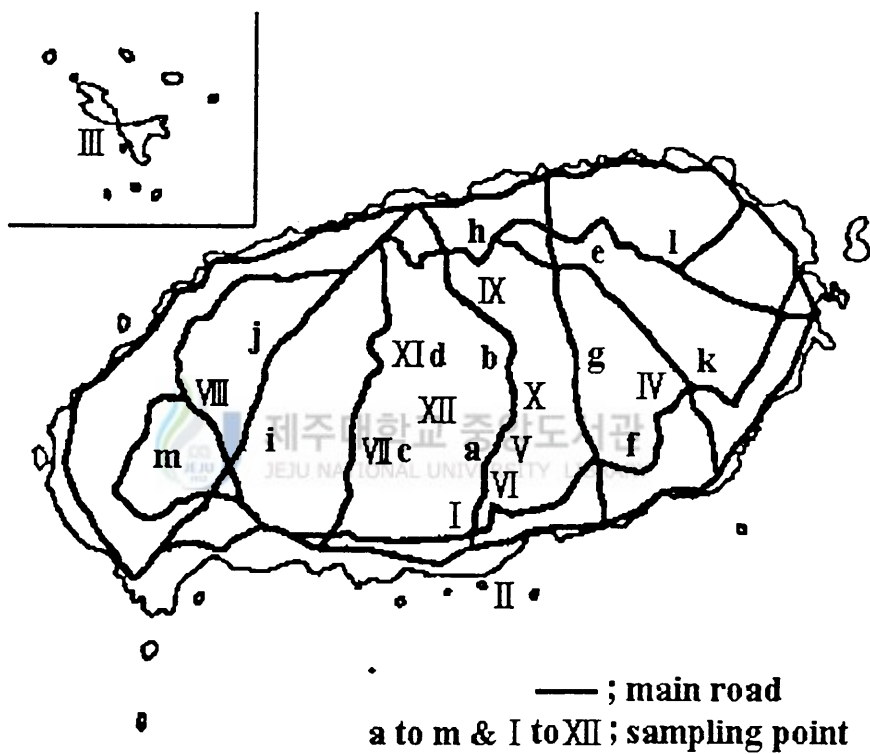 III
h
e
l
IX
j
XI d
b
g
k
VIII
XII
X
IV
제주대학교 중앙도서관
m
i
VII c
a
V
f
JEJU NATIONAL UNIVERSITY
VI
I
II
; main road
a to m & I to XII ; sampling point